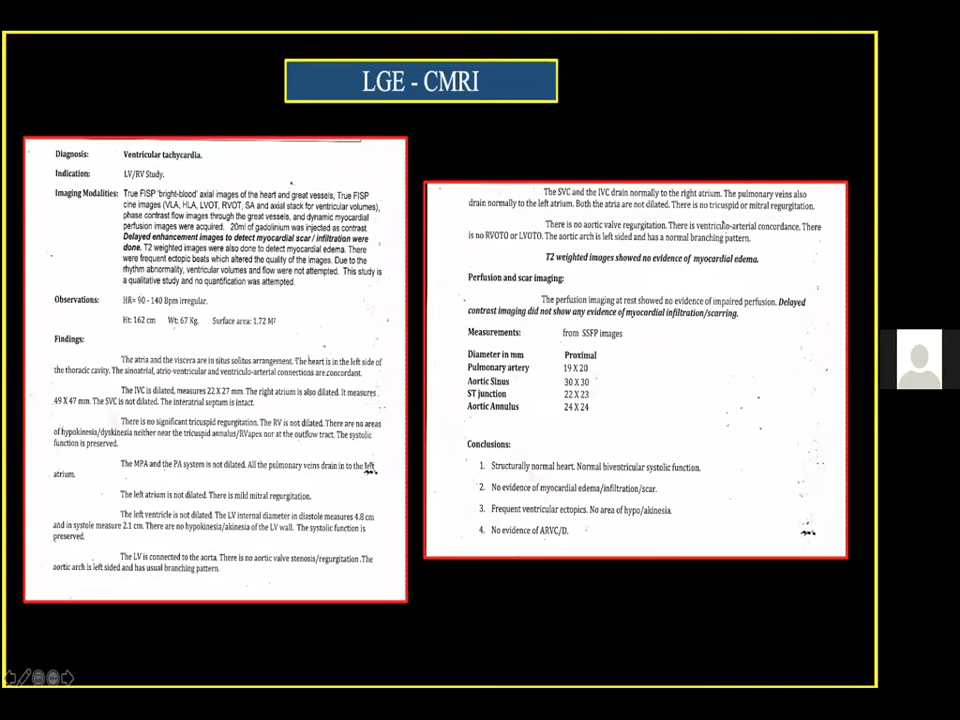 LGE - CMRI
Diagnosis: Ventricular tachycardia.
Indication: LV/RV Study.
Imaging Modalities: True FISP 'bright-blood' axial images of the heart and great vessels, True FISP
cine images (VLA, HLA, LVOT, RVOT, SA and axial stack for ventricular volumes),
phase contrast flow images through the great vessels, and dynamic myocardial
perfusion images were acquired. 20ml of gadolinium was injected as contrast.
Delayed enhancement images to detect myocardial scar / infiltration were
done. T2 weighted images were also done to detect myocardial edema. There
were frequent ectopic beats which altered the quality of the images. Due to the
rhythm abnormality, ventricular volumes and flow were not attempted. This study is
a qualitative study and no quantification was attempted.
Observations: HR= 90 - 140 Bpm irregular.
Ht: 162 cm Wt: 67 Kg. Surface area: 1.72 M²
Findings:
The atria and the viscera are in situs solitus arrangement. The heart is in the left side of
the thoracic cavity. The sinoatrial, atrio-ventricular and ventriculo-arterial connections are concordant.
The IVC is dilated, measures 22 X 27 mm. The right atrium is also dilated. It measures
49 X 47 mm. The SVC is not dilated. The interatrial septum is intact.
There is no significant tricuspid regurgitation. The RV is not dilated. There are no areas
of hypokinesia/dyskinesia neither near the tricuspid annulus/RVapex nor at the outflow tract. The systolic
function is preserved.
The MPA and the PA system is not dilated. All the pulmonary veins drain in to the left
atrium.
The left atrium is not dilated. There is mild mitral regurgitation.
The left ventricle is not dilated. The LV internal diameter in diastole measures 4.8 cm
and in systole measure 2.1 cm. There are no hypokinesia/akinesia of the LV wall. The systolic function is
preserved.
The LV is connected to the aorta. There is no aortic valve stenosis/regurgitation .The
aortic arch is left sided and has usual branching pattern.
The SVC and the IVC drain normally to the right atrium. The pulmonary veins also
drain normally to the left atrium. Both the atria are not dilated. There is no tricuspid or mitral regurgitation.
There is no aortic valve regurgitation. There is ventriculo-arterial concordance. There
is no RVOTO or LVOTO. The aortic arch is left sided and has a normal branching pattern.
T2 weighted images showed no evidence of myocardial edema.
Perfusion and scar imaging:
The perfusion imaging at rest showed no evidence of impaired perfusion. Delayed
contrast imaging did not show any evidence of myocardial infiltration/scarring.
Measurements: from SSFP images
Diameter in mm Proximal
Pulmonary artery 19 X 20
Aortic Sinus 30 X 30
ST junction 22 X 23
Aortic Annulus 24 X 24
Conclusions:
1. Structurally normal heart. Normal biventricular systolic function.
2. No evidence of myocardial edema/infiltration/scar.
3. Frequent ventricular ectopics. No area of hypo/akinesia.
4. No evidence of ARVC/D.